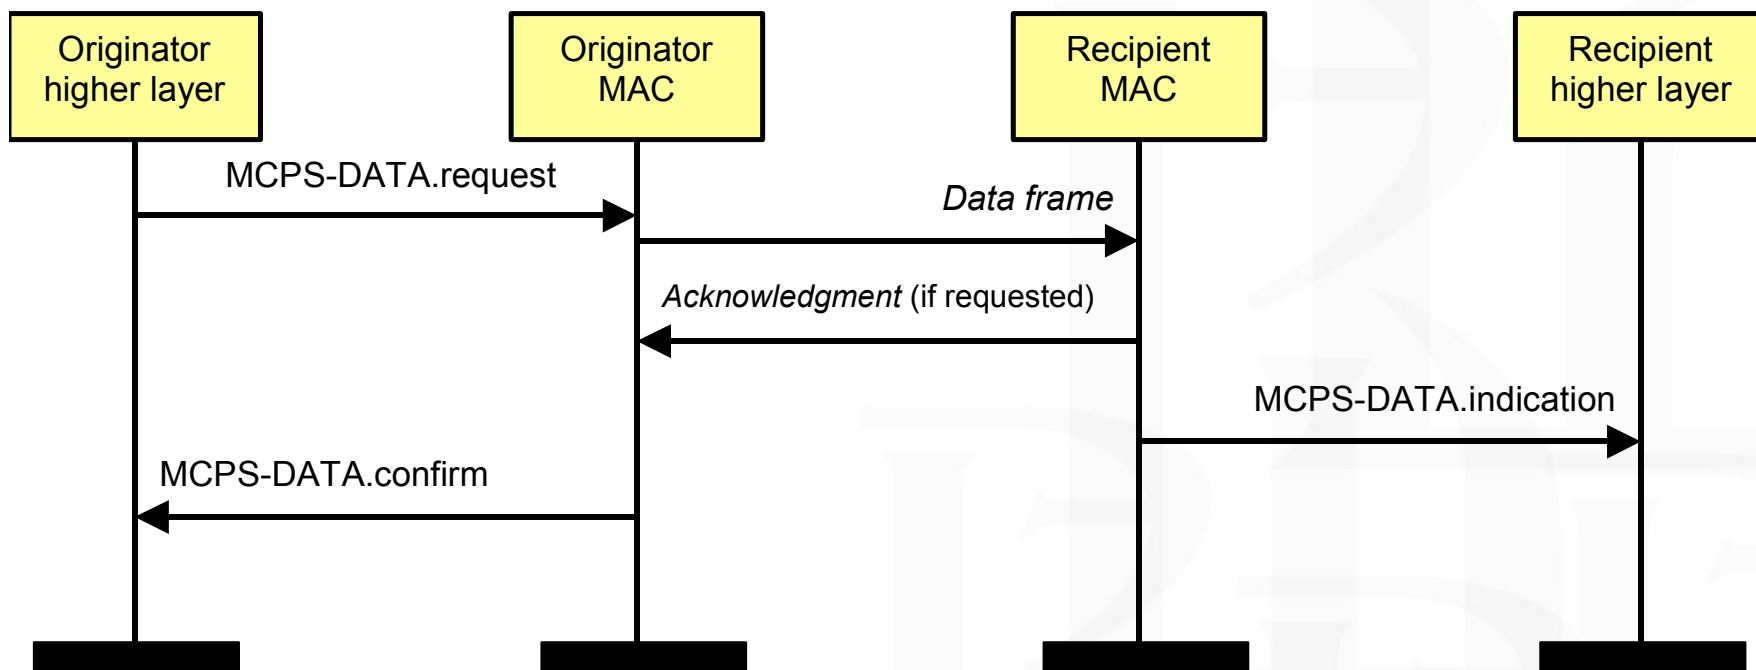 Originator
higher layer
Originator
MAC
Recipient
MAC
Recipient
higher layer
MCPS-DATA.request
Data frame
Acknowledgment (if requested)
MCPS-DATA.indication
MCPS-DATA.confirm